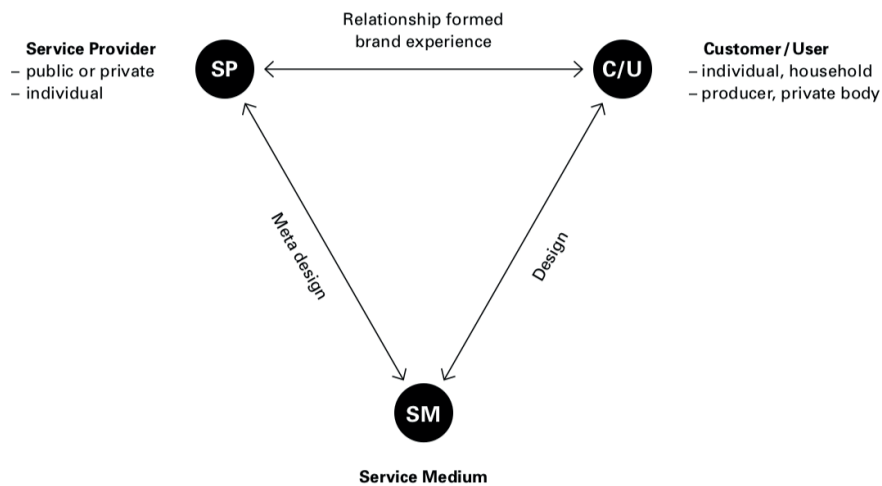 Relationship formed
brand experience
Service Provider
– public or private
– individual
SP
C/U
Customer / User
– individual, household
– producer, private body
Meta design
Design
SM
Service Medium